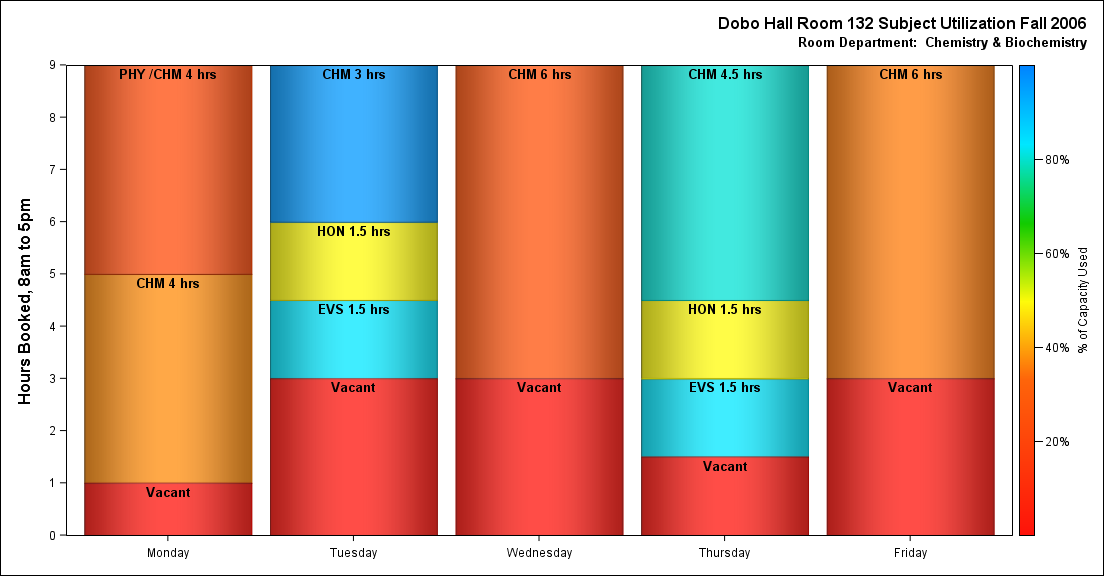 Dobo Hall Room 132 Subject Utilization Fall 2006
Room Department:  Chemistry & Biochemistry
Hours Booked, 8am to 5pm
9
8
7
6
5
4
3
2
1
0
PHY /CHM 4 hrs
CHM 4 hrs
Vacant
CHM 3 hrs
HON 1.5 hrs
EVS 1.5 hrs
Vacant
CHM 6 hrs
Vacant
CHM 4.5 hrs
HON 1.5 hrs
EVS 1.5 hrs
Vacant
CHM 6 hrs
Vacant
Monday
Tuesday
Wednesday
Thursday
Friday
80%
60%
40%
20%
% of Capacity Used